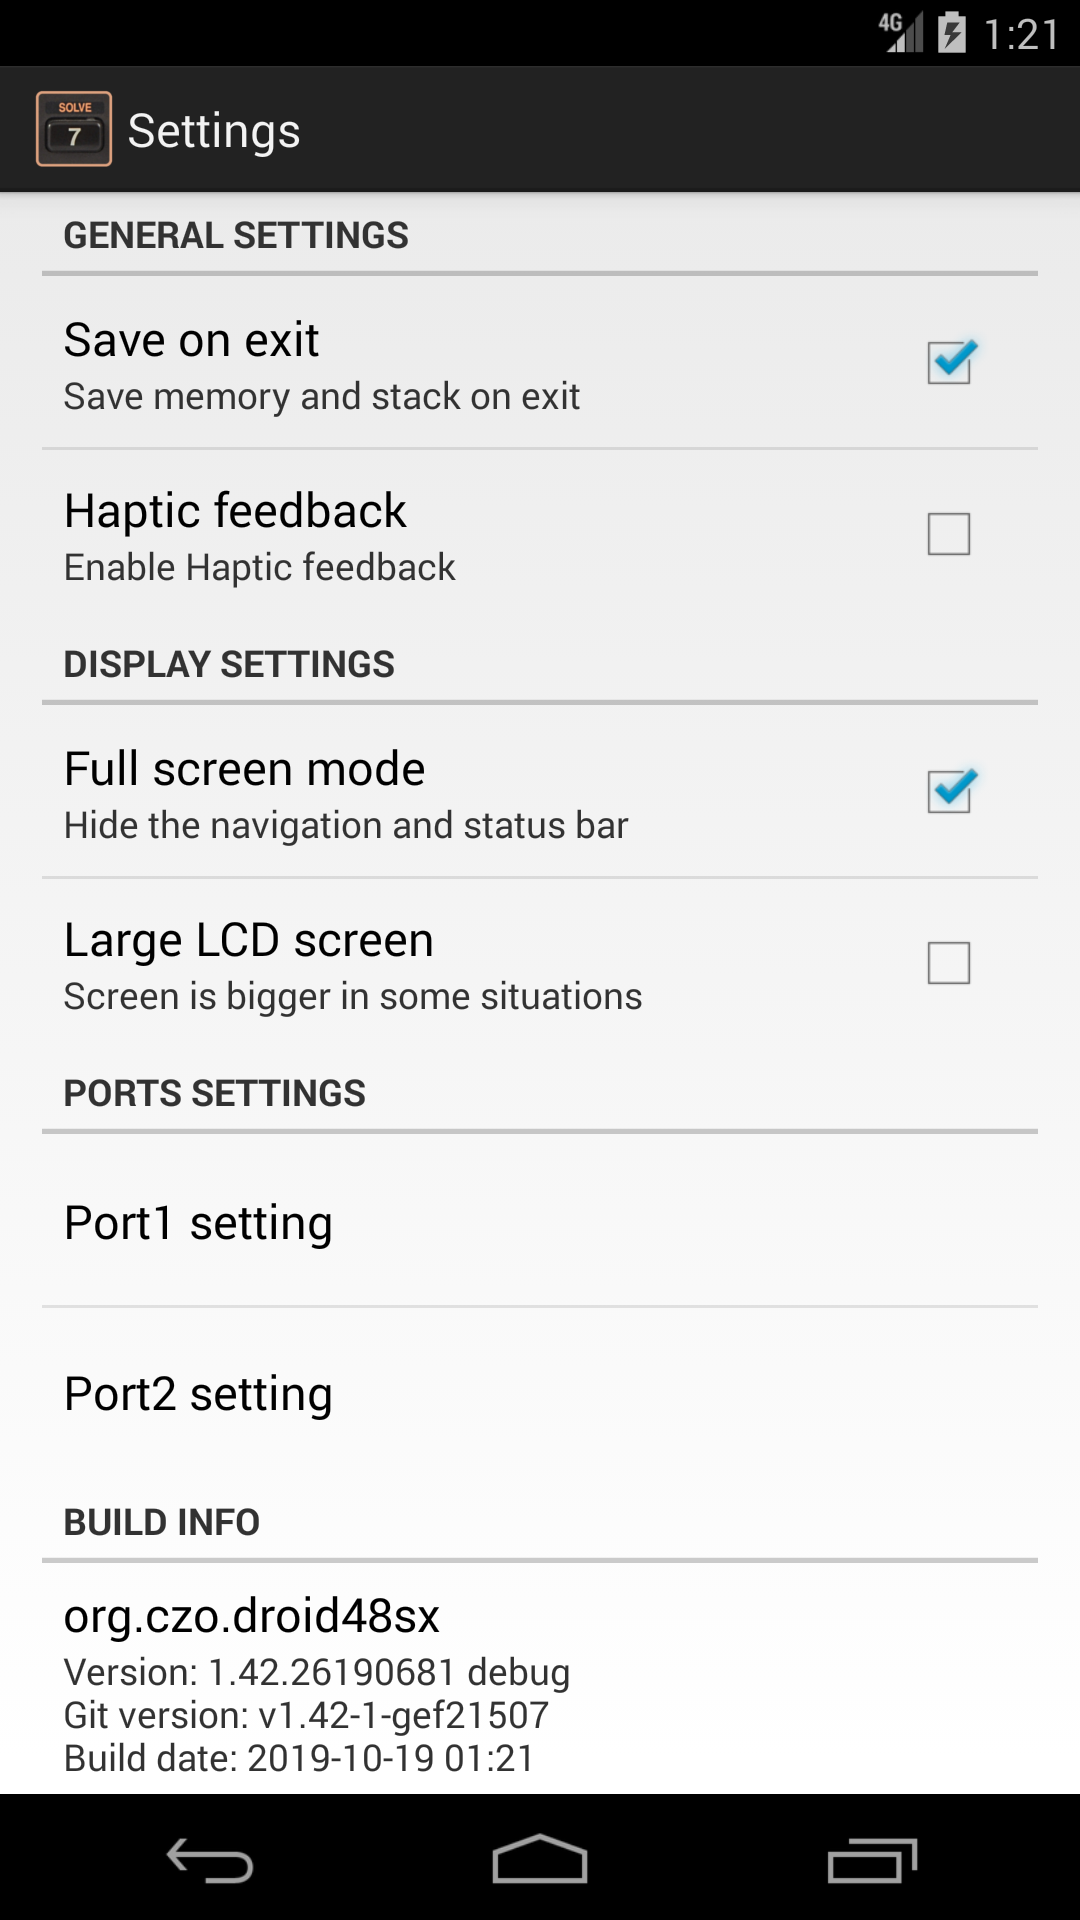 4G 1:21
SOLVE
7
Settings
GENERAL SETTINGS
Save on exit
Save memory and stack on exit
Haptic feedback
Enable Haptic feedback
DISPLAY SETTINGS
Full screen mode
Hide the navigation and status bar
Large LCD screen
Screen is bigger in some situations
PORTS SETTINGS
Port1 setting
Port2 setting
BUILD INFO
org.czo.droid48sx
Version: 1.42.26190681 debug
Git version: v1.42-1-gef21507
Build date: 2019-10-19 01:21